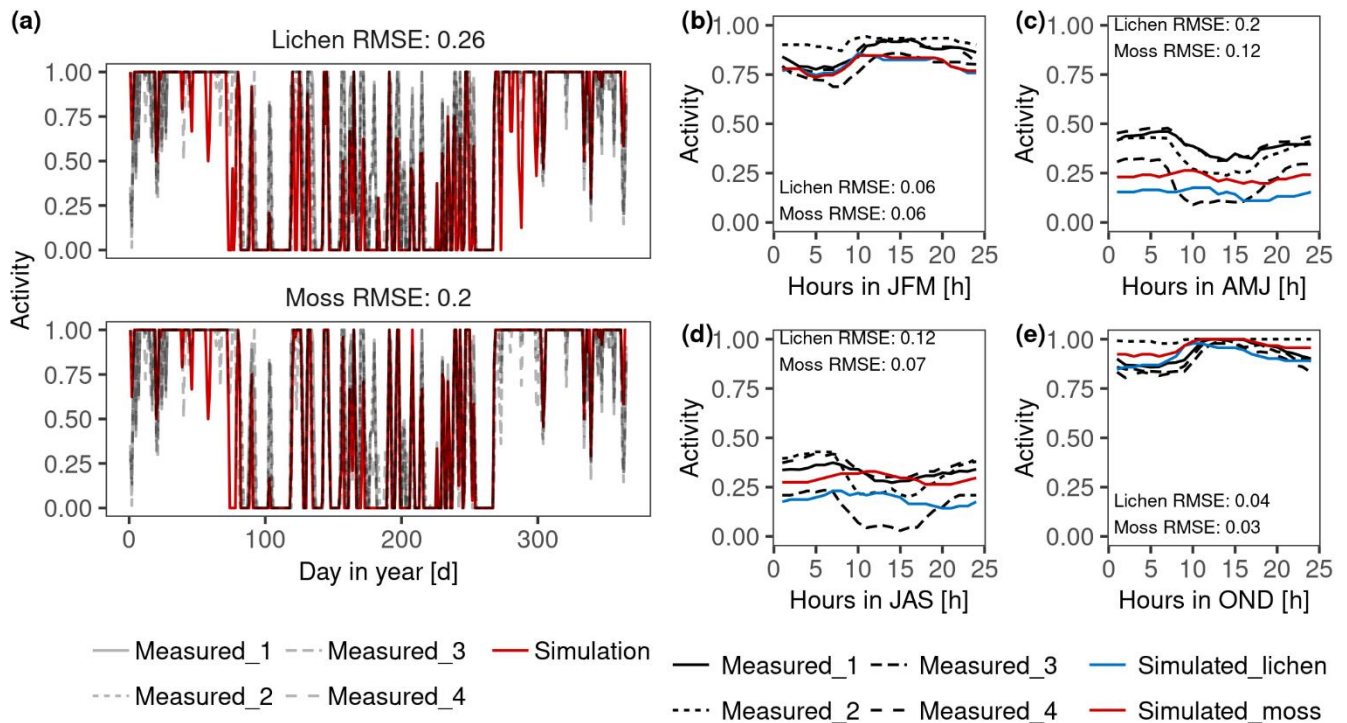 (a)
Lichen RMSE: 0.26
1.00
0.75
0.50
0.25
0.00
Moss RMSE: 0.2
1.00
0.75
0.50
0.25
0.00
Activity
0 100 200 300
Day in year [d]
Measured_1 Measured_3 Simulation
Measured_2 Measured_4
(b)
1.00
0.75
0.50
0.25
0.00
Activity
Lichen RMSE: 0.06
Moss RMSE: 0.06
0 5 10 15 20 25
Hours in JFM [h]
(c)
Lichen RMSE: 0.2
Moss RMSE: 0.12
1.00
0.75
0.50
0.25
0.00
Activity
0 5 10 15 20 25
Hours in AMJ [h]
(d)
Lichen RMSE: 0.12
Moss RMSE: 0.07
1.00
0.75
0.50
0.25
0.00
Activity
0 5 10 15 20 25
Hours in JAS [h]
(e)
1.00
0.75
0.50
0.25
0.00
Activity
Lichen RMSE: 0.04
Moss RMSE: 0.03
0 5 10 15 20 25
Hours in OND [h]
Measured_1 Measured_3 Simulated_lichen
Measured_2 Measured_4 Simulated_moss